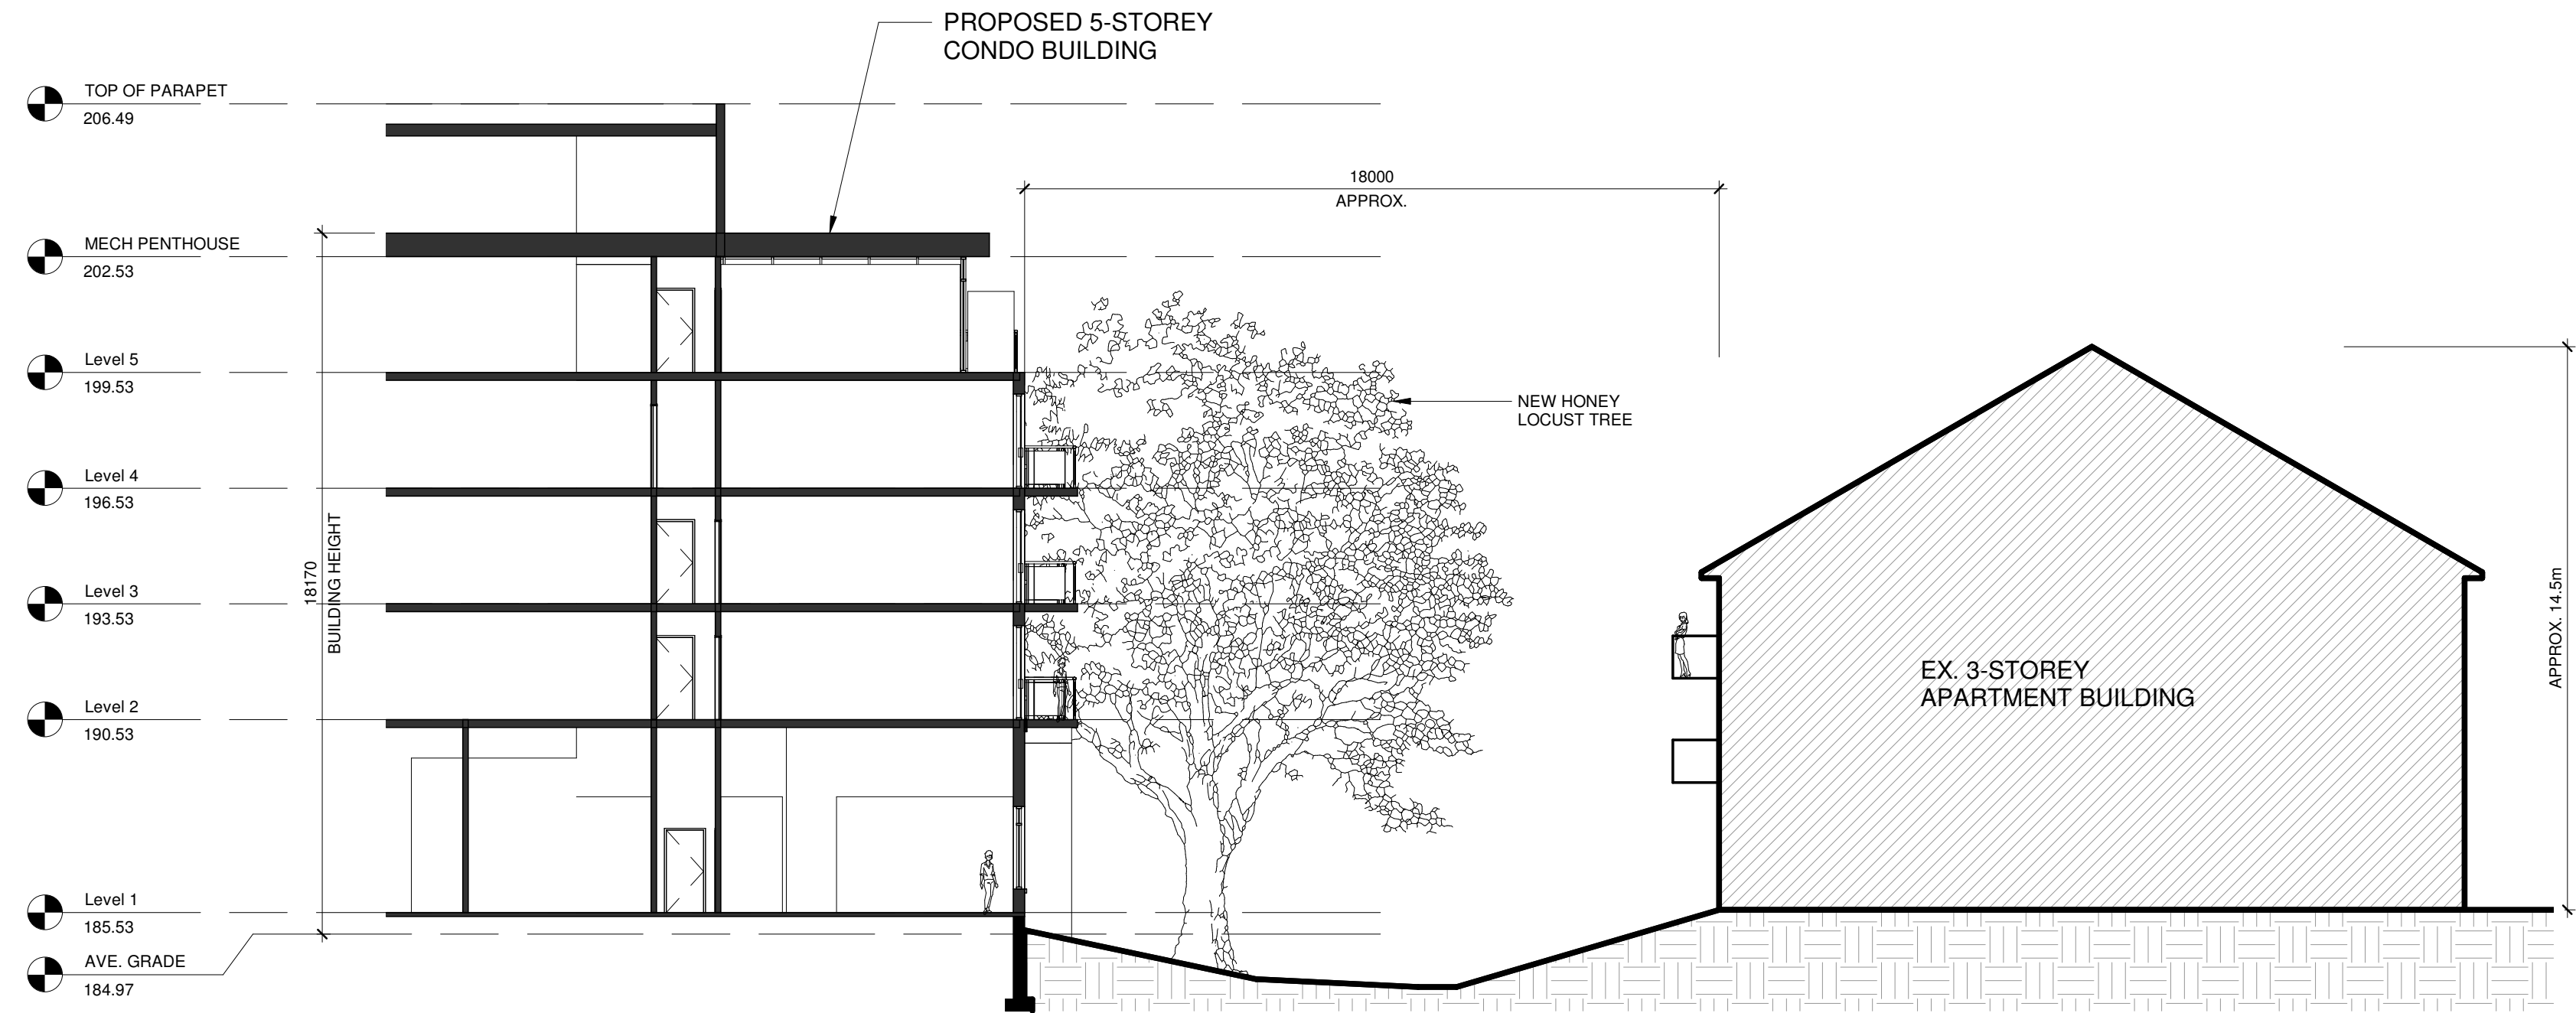 PROPOSED 5-STOREY
CONDO BUILDING
TOP OF PARAPET
206.49
18000
APPROX.
MECH PENTHOUSE
202.53
Level 5
199.53
NEW HONEY
LOCUST TREE
Level 4
196.53
18170
BUILDING HEIGHT
Level 3
193.53
APPROX. 14.5m
EX. 3-STOREY
APARTMENT BUILDING
Level 2
190.53
Level 1
185.53
AVE. GRADE
184.97